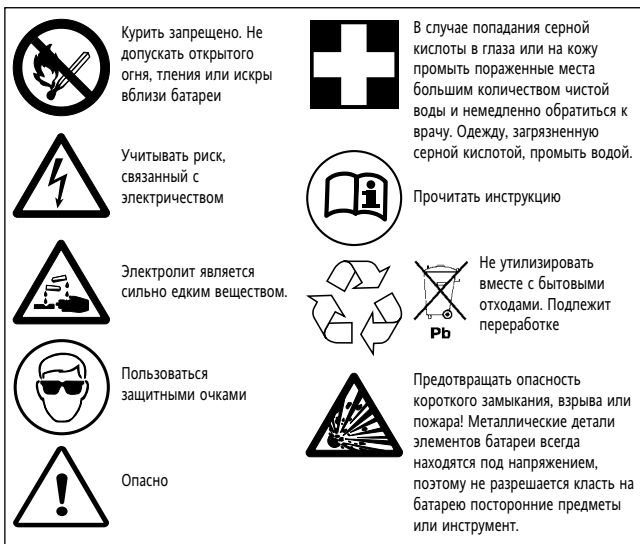 Курить запрещено. Не
допускать открытого
огня, тления или искры
вблизи батареи
Учитывать риск,
связанный с
электричеством
Электролит является
сильно едким веществом.
Пользоваться
защитными очками
Опасно
В случае попадания серной
кислоты в глаза или на кожу
промыть пораженные места
большим количеством чистой
воды и немедленно обратиться к
врачу. Одежду, загрязненную
серной кислотой, промыть водой.
Прочитать инструкцию
Pb
Не утилизировать
вместе с бытовыми
отходами. Подлежит
переработке
Предотвращать опасность
короткого замыкания, взрыва или
пожара! Металлические детали
элементов батареи всегда
находятся под напряжением,
поэтому не разрешается класть на
батарею посторонние предметы
или инструмент.